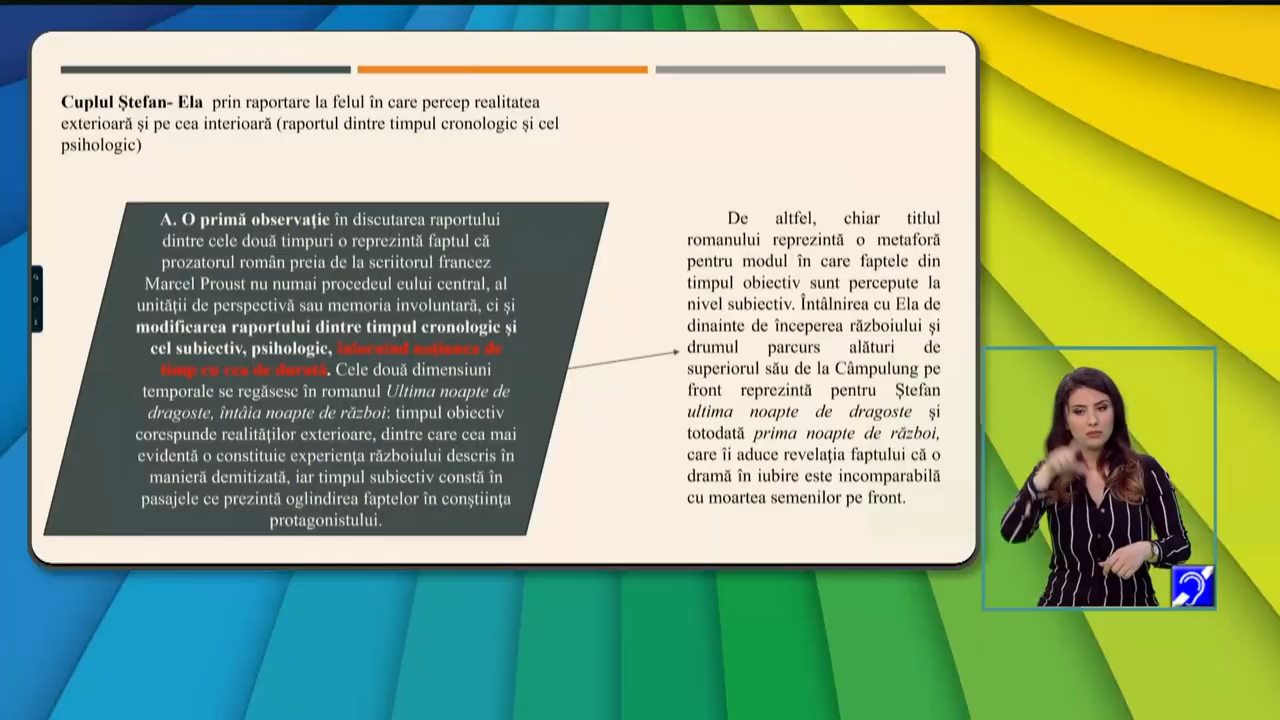 Cuplul Ștefan- Ela prin raportare la felul în care percep realitatea
exterioară și pe cea interioară (raportul dintre timpul cronologic și cel
psihologic)
A. O primă observație în discutarea raportului
dintre cele două timpuri o reprezintă faptul că
prozatorul român preia de la scriitorul francez
Marcel Proust nu numai procedeul eului central, al
unității de perspectivă sau memoria involuntară, ci și
modificarea raportului dintre timpul cronologic și
cel subiectiv, psihologic, înlocuind noțiunea de
timp cu cea de durată. Cele două dimensiuni
temporale se regăsesc în romanul Ultima noapte de
dragoste, întâia noapte de război: timpul obiectiv
corespunde realităților exterioare, dintre care cea mai
evidentă o constituie experiența războiului descris în
manieră demitizată, iar timpul subiectiv constă în
pasajele ce prezintă oglindirea faptelor în conștiința
protagonistului.
De altfel, chiar titlul
romanului reprezintă o metaforă
pentru modul în care faptele din
timpul obiectiv sunt percepute la
nivel subiectiv. Întâlnirea cu Ela de
dinainte de începerea războiului și
drumul parcurs alături de
superiorul său de la Câmpulung pe
front reprezintă pentru Ștefan
ultima noapte de dragoste și
totodată prima noapte de război,
care îi aduce revelația faptului că o
dramă în iubire este incomparabilă
cu moartea semenilor pe front.